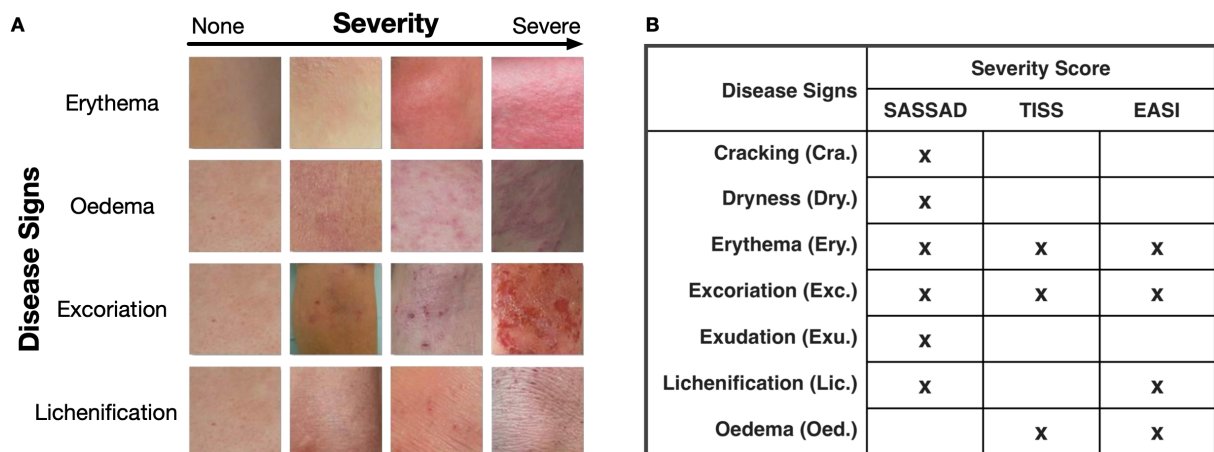 A
None Severity Severe
Disease Signs
Erythema
Oedema
Excoriation
Lichenification
B
Disease Signs Severity Score
SASSAD TISS EASI
Cracking (Cra.) x
Dryness (Dry.) x
Erythema (Ery.) x x x
Excoriation (Exc.) x x x
Exudation (Exu.) x
Lichenification (Lic.) x x
Oedema (Oed.) x x